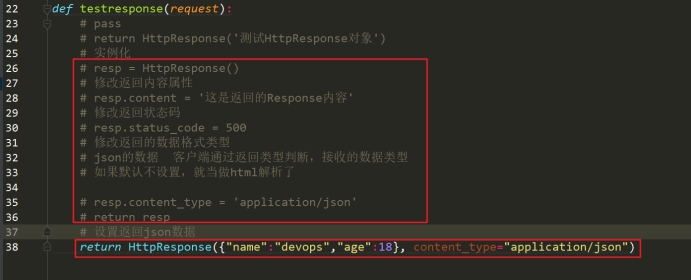 22 def testresponse(request):
23 # pass
24 # return HttpResponse('测试HttpResponse对象')
25 # 实例化
26 # resp = HttpResponse()
27 # 修改返回内容属性
28 # resp.content = '这是返回的Response内容'
29 # 修改返回状态码
30 # resp.status_code = 500
31 # 修改返回的数据格式类型
32 # json的数据  客户端通过返回类型判断，接收的数据类型
33 # 如果默认不设置，就当做html解析了
34
35 # resp.content_type = 'application/json'
36 # return resp
37 # 设置返回json数据
38 return HttpResponse({"name":"devops","age":18}, content_type="application/json")